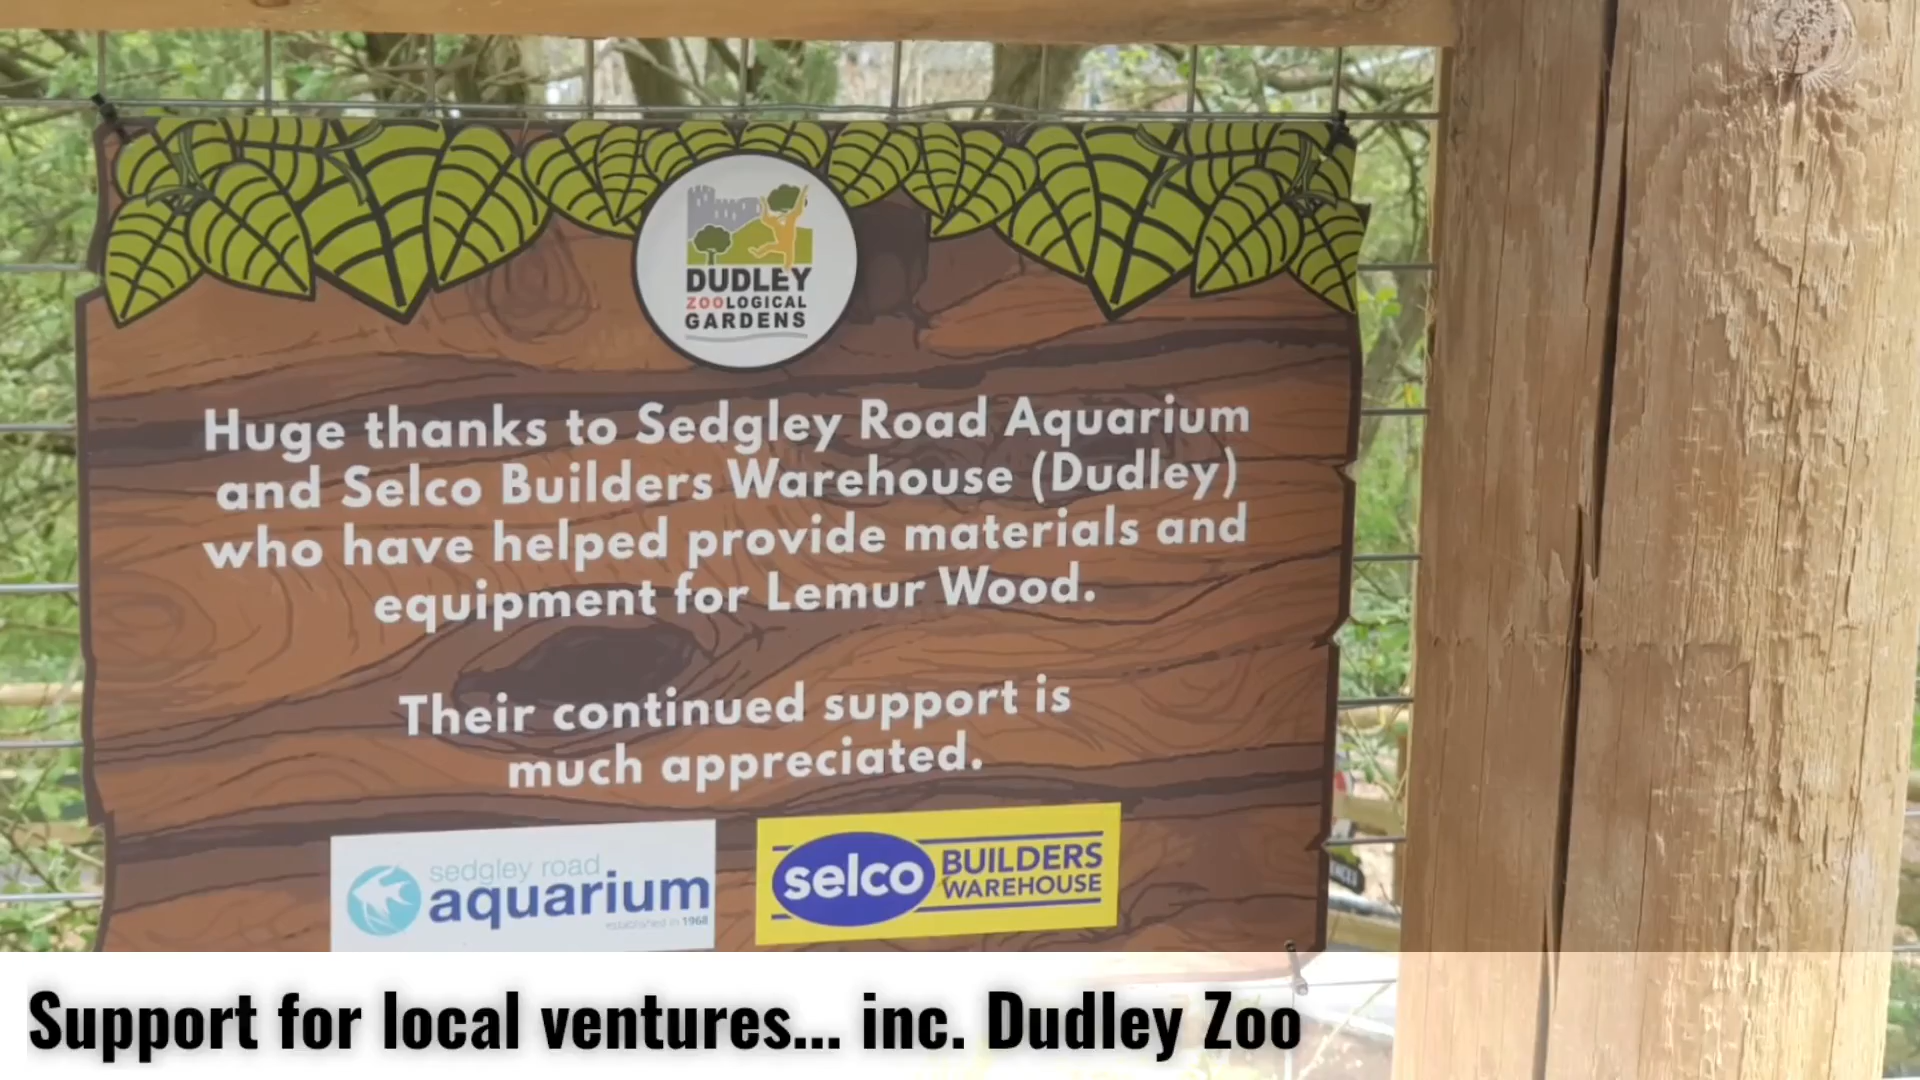 DUDLEY
ZOOLOGICAL
GARDENS
Huge thanks to Sedgley Road Aquarium
and Selco Builders Warehouse (Dudley)
who have helped provide materials and
equipment for Lemur Wood.
Their continued support is
much appreciated.
sedgley road
aquarium
established in 1968
selco
BUILDERS
WAREHOUSE
Support for local ventures... inc. Dudley Zoo